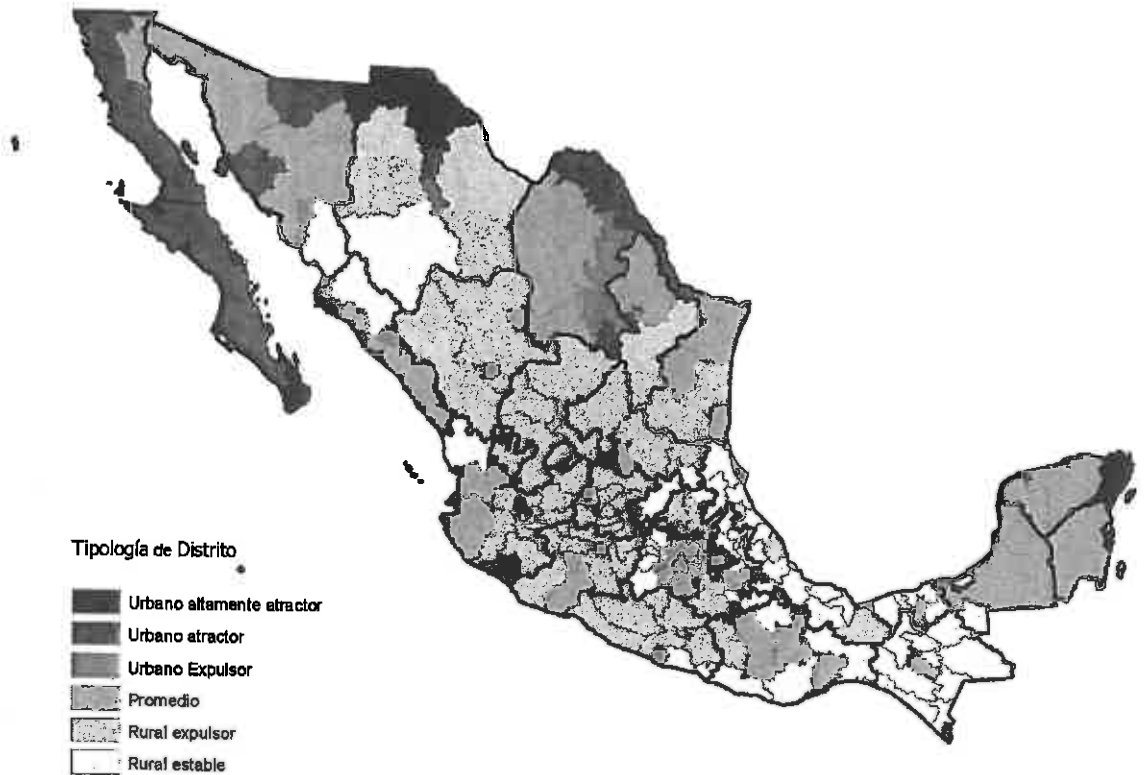 Tipología de Distrito
Urbano altamente atractor
Urbano atractor
Urbano Expulsor
Promedio
Rural expulsor
Rural estable